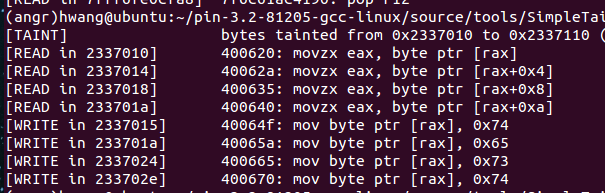 (angr)hwang@ubuntu:~/pin-3.2-81205-gcc-linux/source/tools/SimpleTai
[TAINT] bytes tainted from 0x2337010 to 0x2337110 (
[READ in 2337010] 400620: movzx eax, byte ptr [rax]
[READ in 2337014] 40062a: movzx eax, byte ptr [rax+0x4]
[READ in 2337018] 400635: movzx eax, byte ptr [rax+0x8]
[READ in 233701a] 400640: movzx eax, byte ptr [rax+0xa]
[WRITE in 2337015] 40064f: mov byte ptr [rax], 0x74
[WRITE in 233701a] 40065a: mov byte ptr [rax], 0x65
[WRITE in 2337024] 400665: mov byte ptr [rax], 0x73
[WRITE in 233702e] 400670: mov byte ptr [rax], 0x74